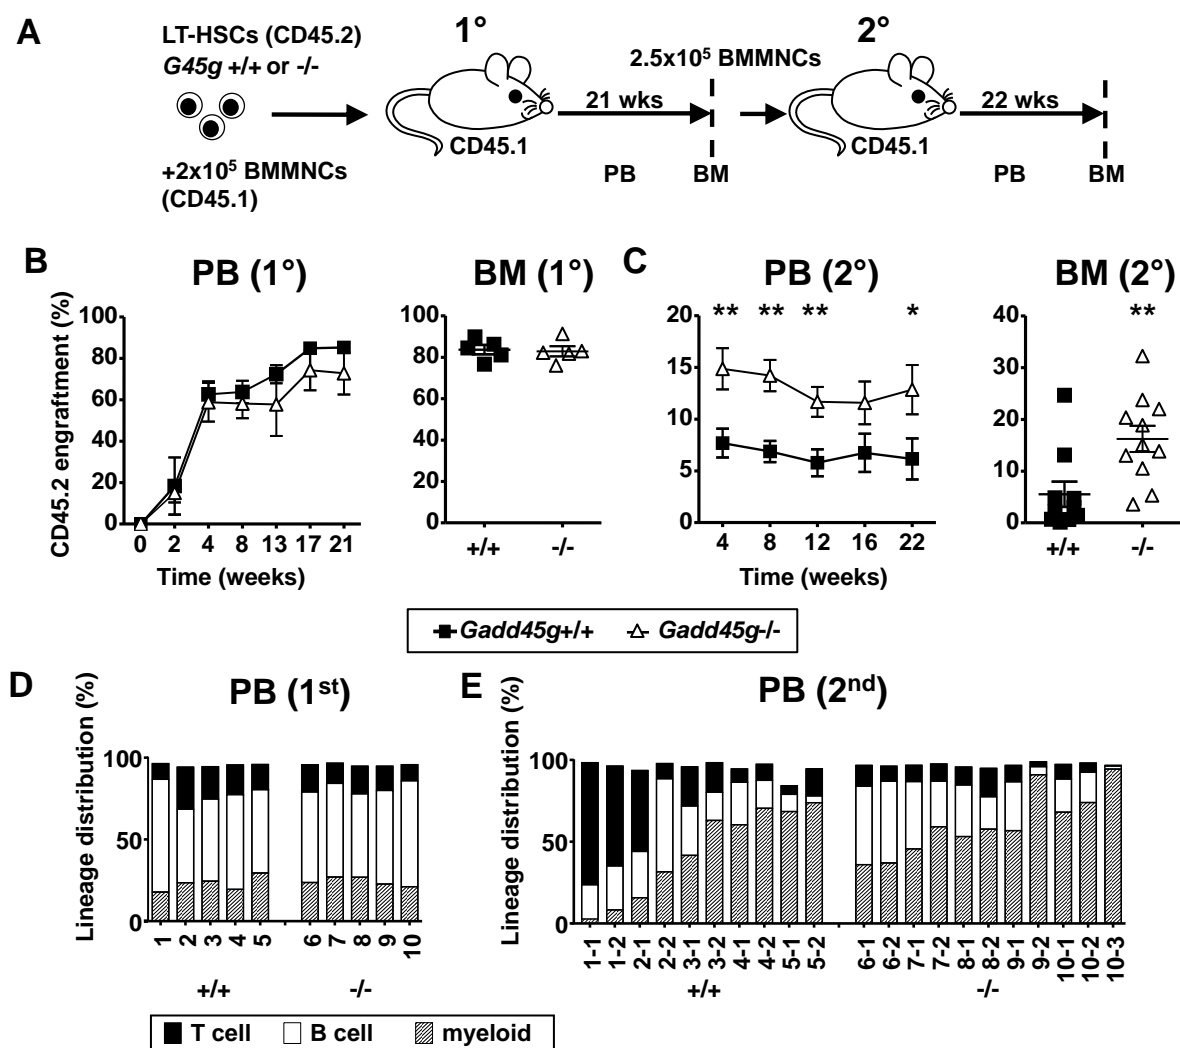 A
LT-HSCs (CD45.2)
G45g +/+ or -/-
+2x10⁵ BMMNCs
(CD45.1)
1°
CD45.1
21 wks
PB
BM
2.5x10⁵ BMMNCs
2°
CD45.1
22 wks
PB
BM
B
PB (1°)
CD45.2 engraftment (%)
100
80
60
40
20
0
0 2 4 8 13 17 21
Time (weeks)
BM (1°)
100
80
60
40
20
0
+/+ -/-
C
PB (2°)
20
15
10
5
0
** ** ** *
4 8 12 16 22
Time (weeks)
BM (2°)
40
30
20
10
0
**
+/+ -/-
Gadd45g+/+ Gadd45g-/-
D
PB (1st)
Lineage distribution (%)
100
50
0
1 2 3 4 5 6 7 8 9 10
+/+ -/-
E
PB (2nd)
Lineage distribution (%)
100
50
0
1-1 1-2 2-1 2-2 3-1 3-2 4-1 4-2 5-1 5-2 6-1 6-2 7-1 7-2 8-1 8-2 9-1 9-2 10-1 10-2 10-3
+/+ -/-
T cell B cell myeloid